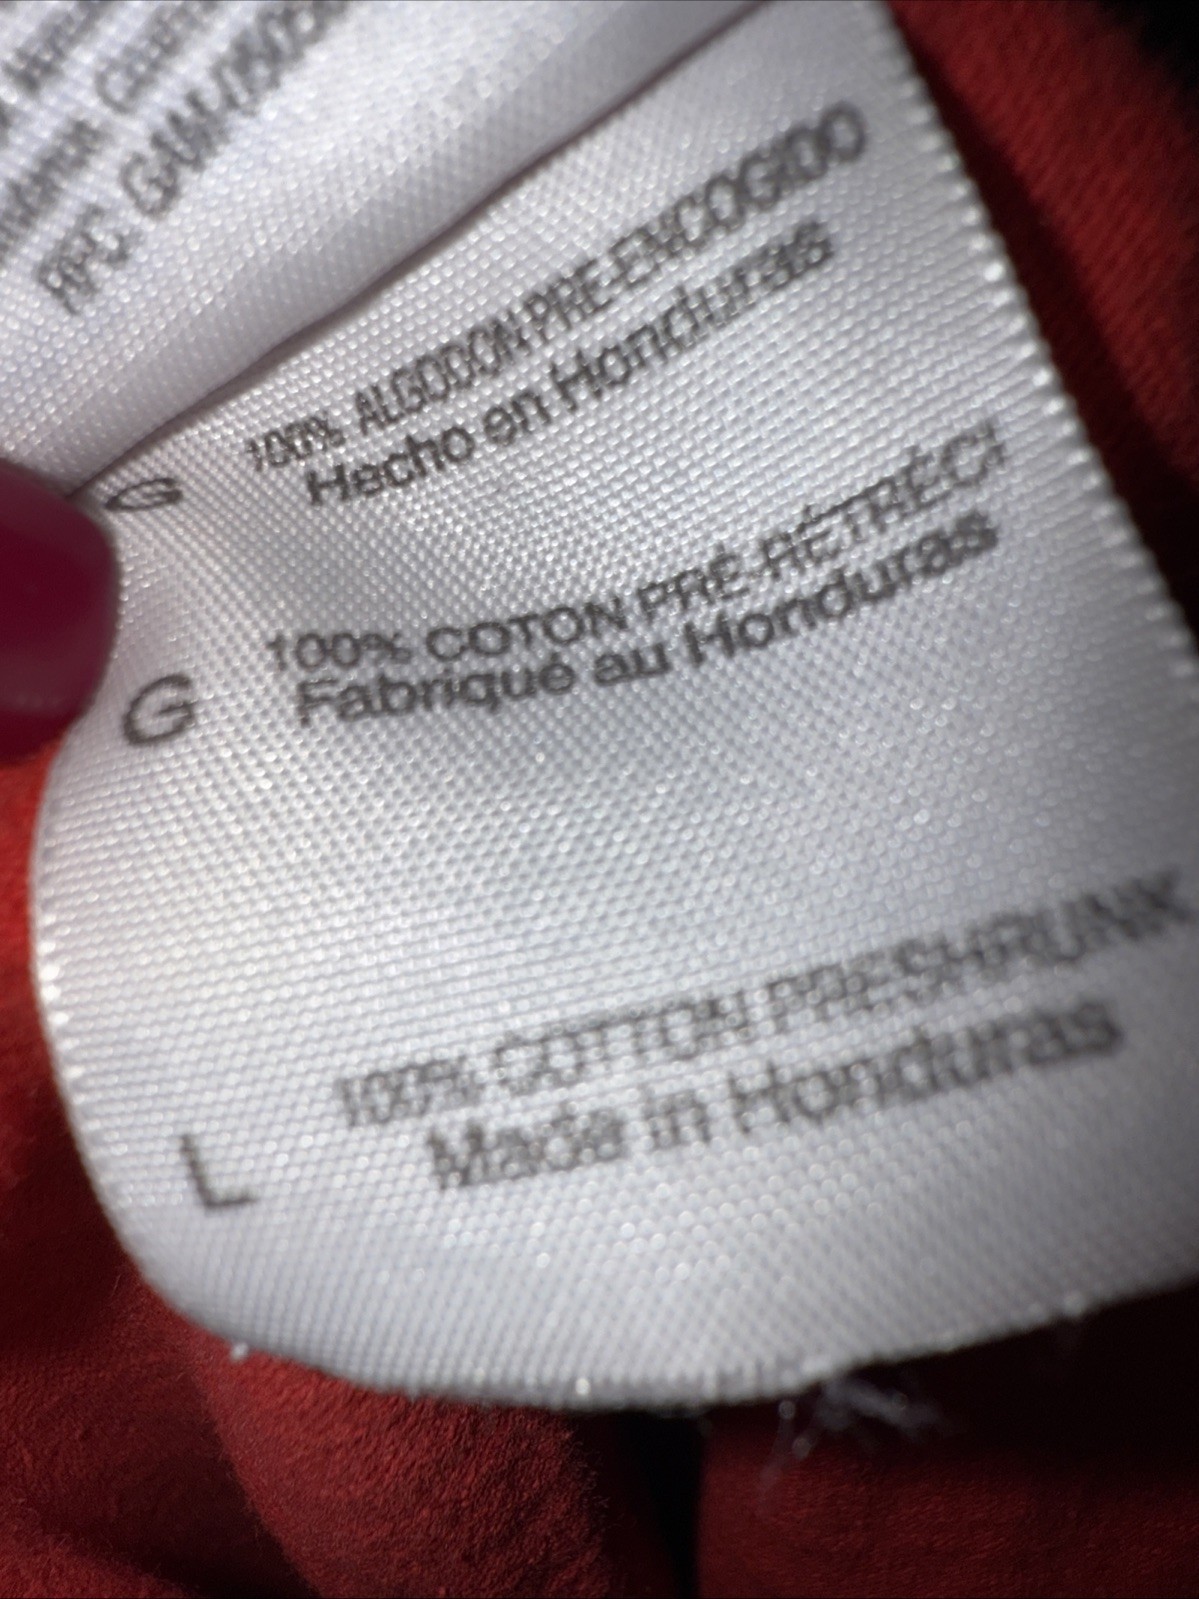 RFC: GAM-
100% ALGODON PRE-ENCOGIDO
G Hecho en Honduras
100% COTON PRÉ-RÉTRÉCI
G Fabriqué au Honduras
100% COTTON PRESHRUNK
L Made in Honduras